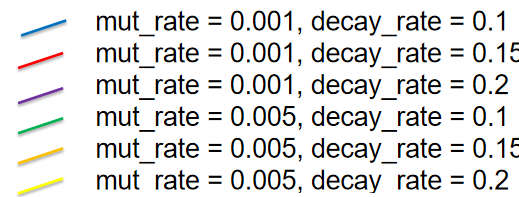 mut_rate = 0.001, decay_rate = 0.1
mut_rate = 0.001, decay_rate = 0.15
mut_rate = 0.001, decay_rate = 0.2
mut_rate = 0.005, decay_rate = 0.1
mut_rate = 0.005, decay_rate = 0.15
mut_rate = 0.005, decay_rate = 0.2